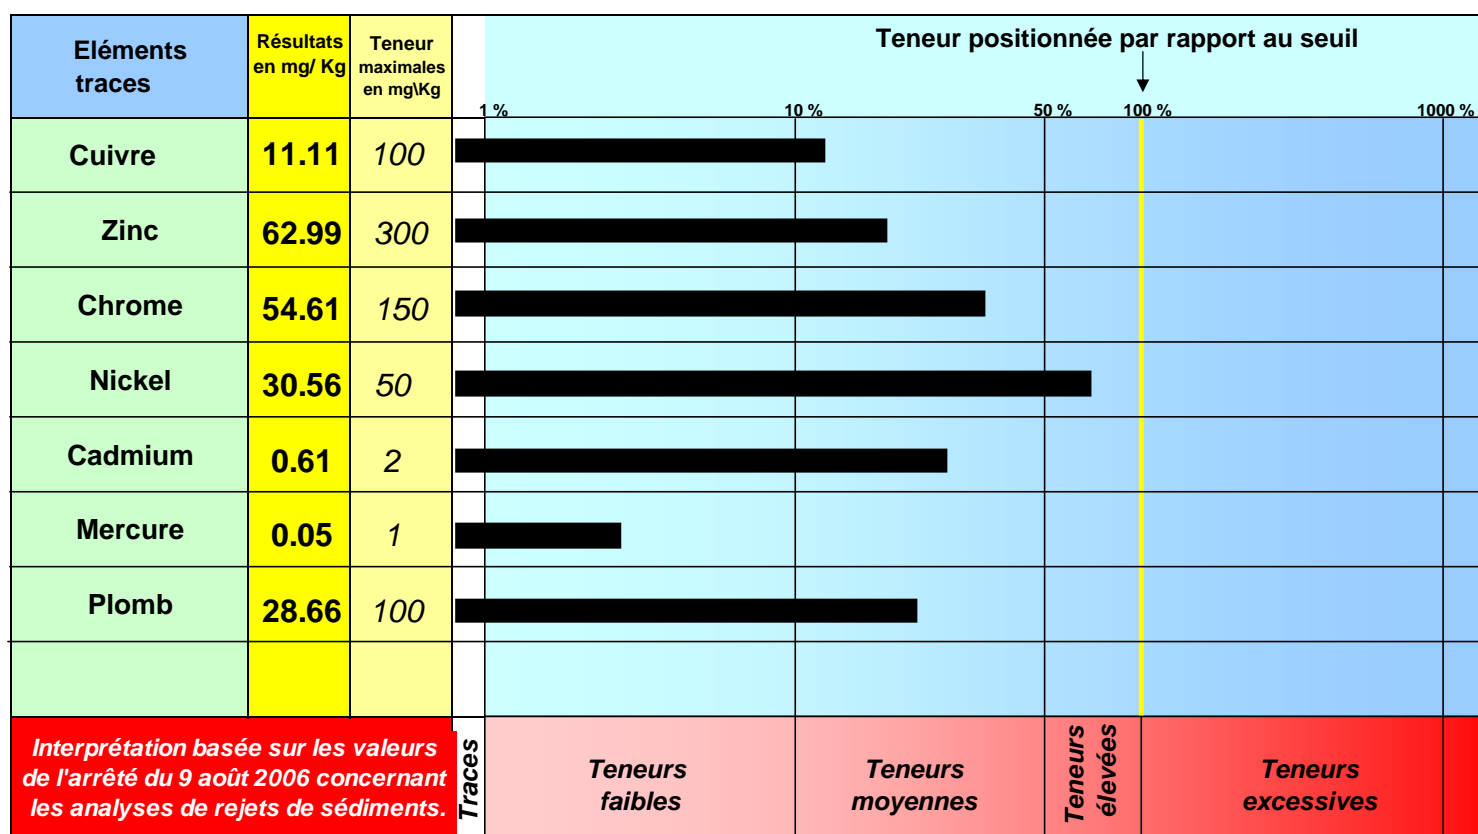 Eléments
traces
Résultats
en mg/ Kg
Teneur
maximales
en mg\Kg
Teneur positionnée par rapport au seuil
1 %
10 %
50 %
100 %
1000 %
Cuivre
11.11
100
Zinc
62.99
300
Chrome
54.61
150
Nickel
30.56
50
Cadmium
0.61
2
Mercure
0.05
1
Plomb
28.66
100
Interprétation basée sur les valeurs
de l'arrêté du 9 août 2006 concernant
les analyses de rejets de sédiments.
Traces
Teneurs
faibles
Teneurs
moyennes
Teneurs
élevées
Teneurs
excessives